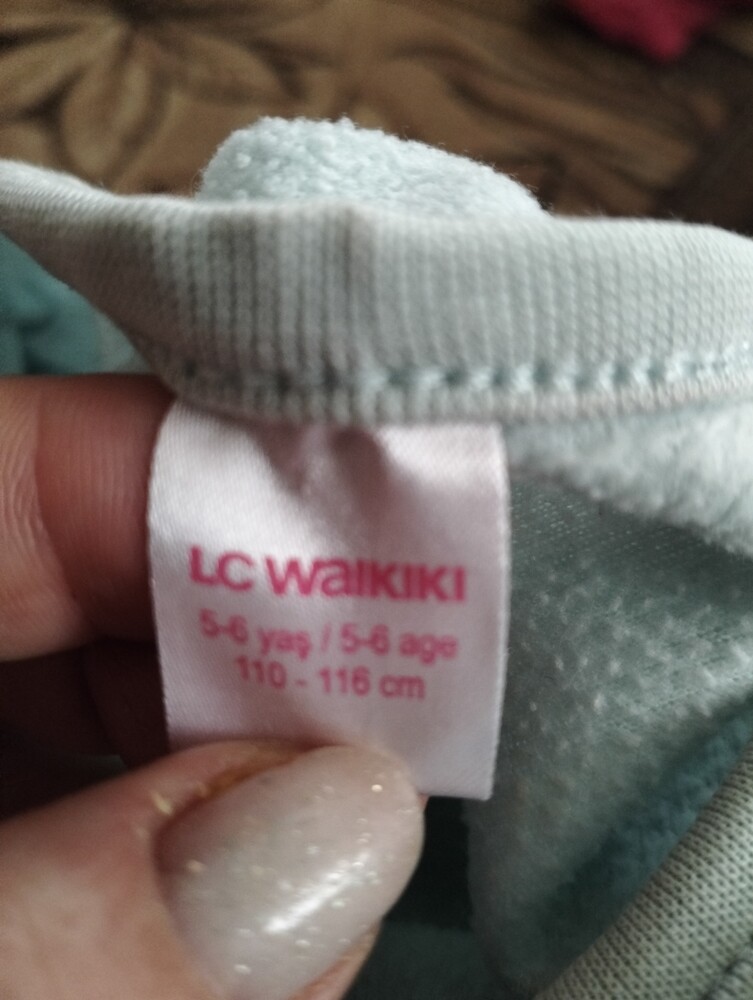 LC WAIKIKI
5-6 yaş / 5-6 age
110 - 116 cm